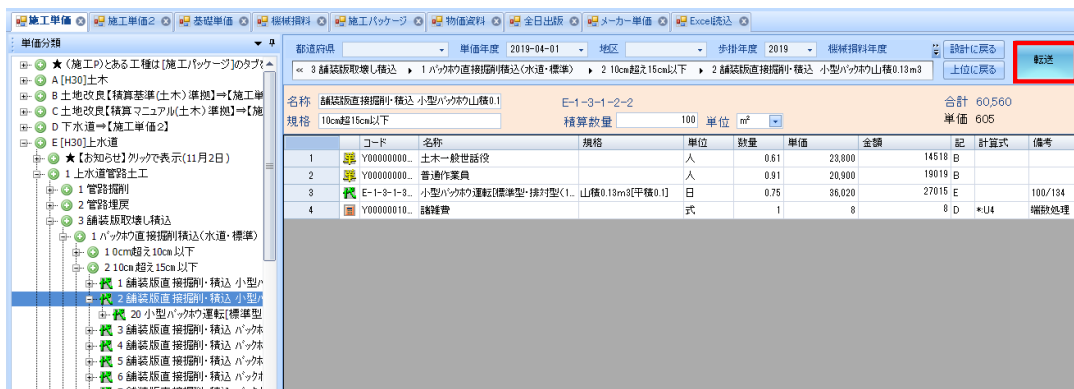 施工単価 施工単価2 基礎単価 機械損料 施工パッケージ 物価資料 全日出版 メーカー単価 Excel読込
単価分類
★ (施工P)とある工種は[施工パッケージ]のタブ
A [H30]土木
B 土地改良【積算基準(土木)準拠】⇒【施工単
C 土地改良【積算マニュアル(土木)準拠】⇒【施
D 下水道⇒【施工単価2】
E [H30]上水道
★【お知らせ】クリックで表示(11月2日)
1 上水道管路土工
1 管路掘削
2 管路埋戻
3 舗装版取壊し積込
1 バックホウ直接掘削積込(水道・標準)
1 0cm超え10cm以下
2 10cm超え15cm以下
1 舗装版直接掘削・積込 小型バ
2 舗装版直接掘削・積込 小型バ
20 小型バックホウ運転[標準型
3 舗装版直接掘削・積込 バックホ
4 舗装版直接掘削・積込 バックホ
5 舗装版直接掘削・積込 バックホ
6 舗装版直接掘削・積込 バックホ
都道府県 単価年度 2019-04-01 地区 歩掛年度 2019 機械損料年度 設計に戻る 転送
« 3 舗装版取壊し積込 ▸ 1 バックホウ直接掘削積込(水道・標準) ▸ 2 10cm超え15cm以下 ▸ 2 舗装版直接掘削・積込 小型バックホウ山積0.13m3 上位に戻る
名称 舗装版直接掘削・積込 小型バックホウ山積0.1 E-1-3-1-2-2 合計 60,560
規格 10cm超15cm以下 積算数量 100 単位 m² 単価 605
コード 名称 規格 単位 数量 単価 金額 記 計算式 備考
1 Y00000000... 土木一般世話役 人 0.61 23,800 14518 B
2 Y00000000... 普通作業員 人 0.91 20,900 19019 B
3 E-1-3-1-3... 小型バックホウ運転[標準型・排対型(1... 山積0.13m3[平積0.1] 日 0.75 36,020 27015 E 100/134
4 Y00000010... 諸雑費 式 1 8 8 D *:U4 端数処理